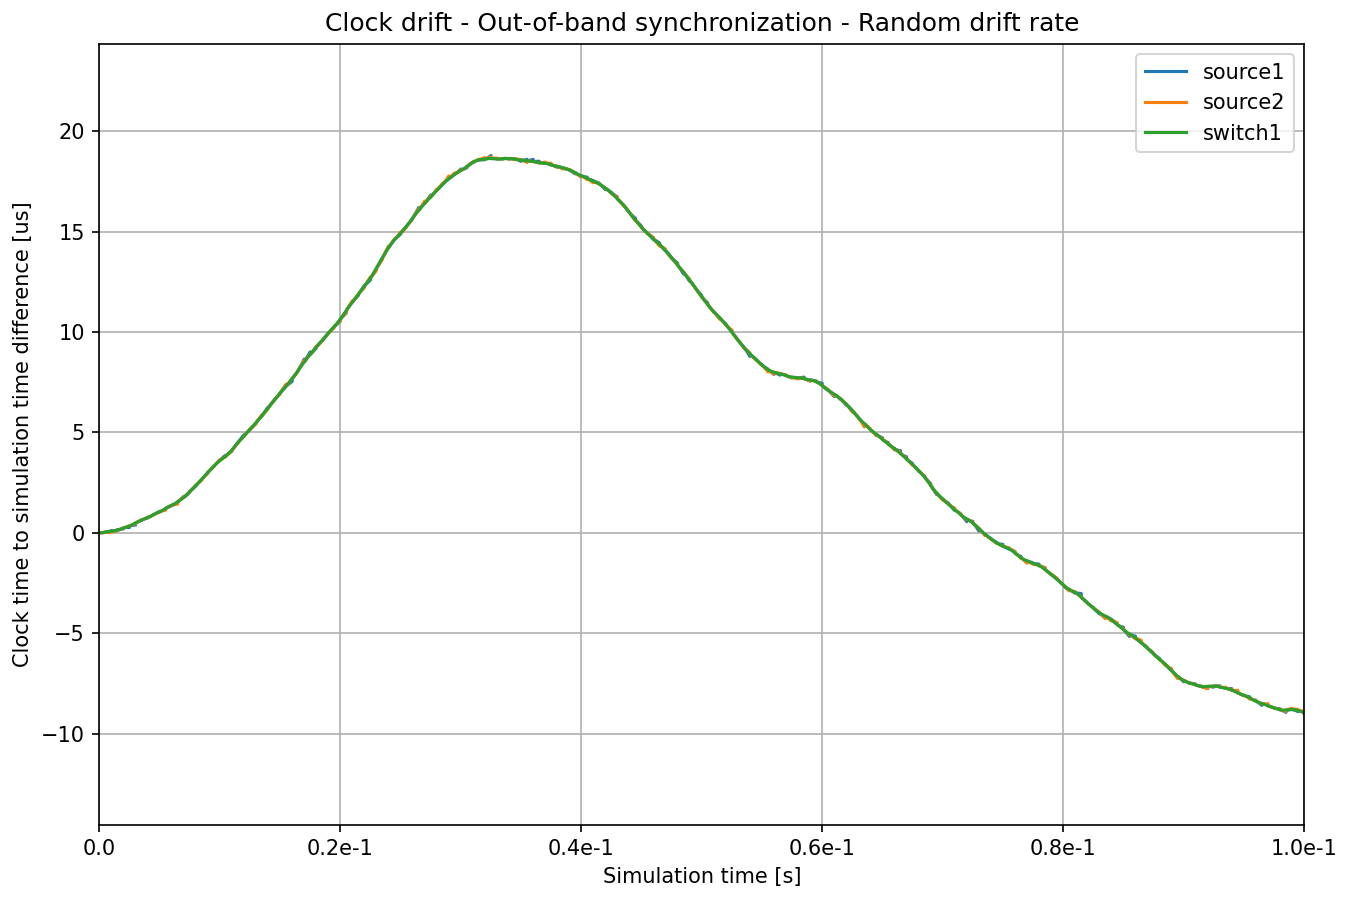 Clock drift - Out-of-band synchronization - Random drift rate
source1
source2
switch1
Clock time to simulation time difference [us]
20
15
10
5
0
−5
−10
0.0
0.2e-1
0.4e-1
0.6e-1
0.8e-1
1.0e-1
Simulation time [s]